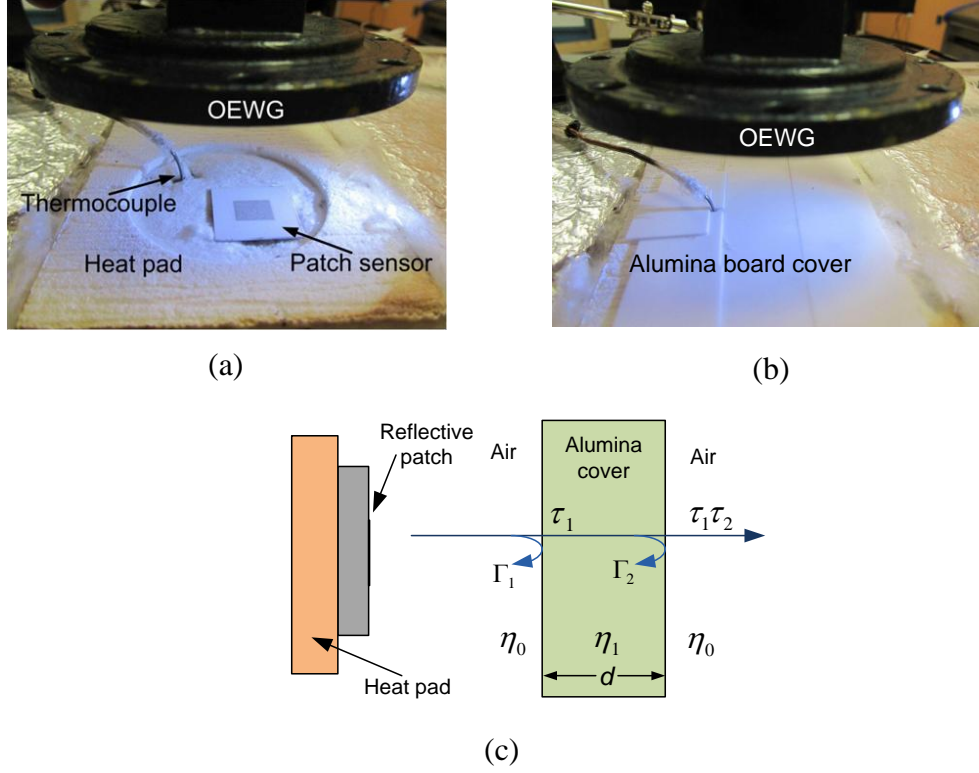 OEWG
Thermocouple
Heat pad
Patch sensor
(a)
OEWG
Alumina board cover
(b)
Reflective
patch
Air
Alumina
cover
Air
τ₁
τ₁τ₂
Γ₁
Γ₂
η₀
η₁
η₀
d
Heat pad
(c)